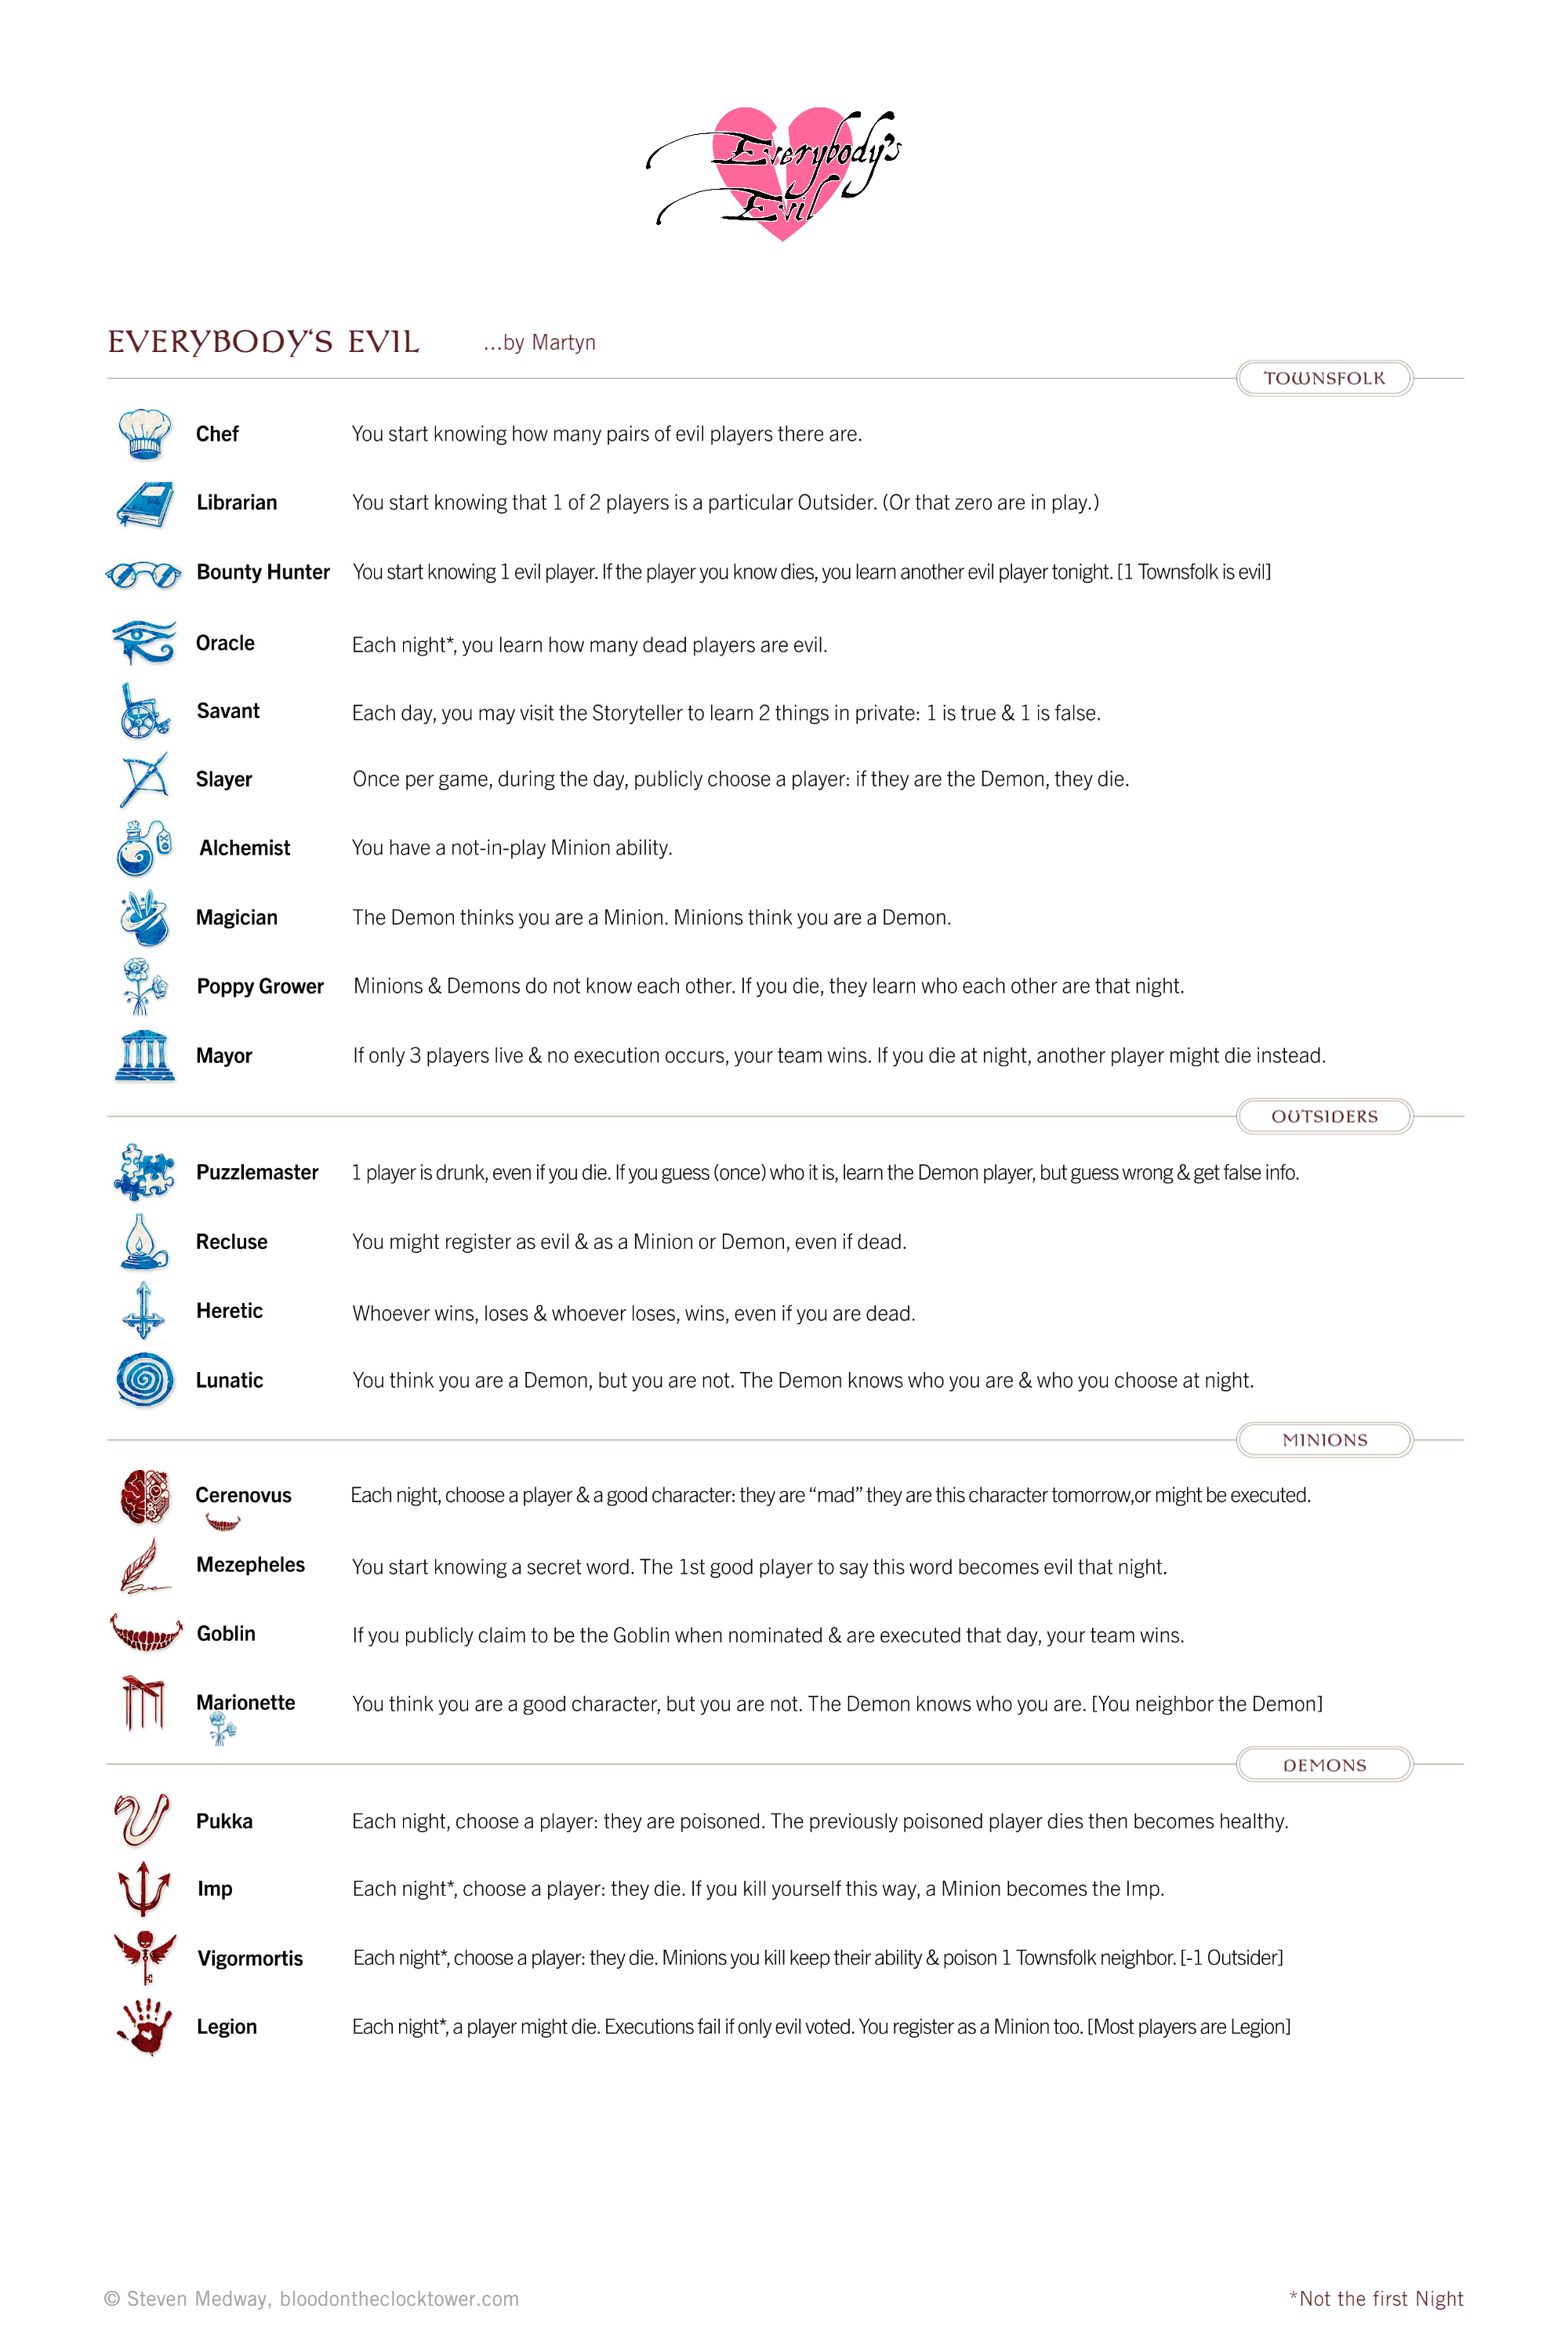 Everybody's
Evil
EVERYBODY'S EVIL ...by Martyn
TOWNSFOLK
Chef You start knowing how many pairs of evil players there are.
Librarian You start knowing that 1 of 2 players is a particular Outsider. (Or that zero are in play.)
Bounty Hunter You start knowing 1 evil player. If the player you know dies, you learn another evil player tonight. [1 Townsfolk is evil]
Oracle Each night*, you learn how many dead players are evil.
Savant Each day, you may visit the Storyteller to learn 2 things in private: 1 is true & 1 is false.
Slayer Once per game, during the day, publicly choose a player: if they are the Demon, they die.
Alchemist You have a not-in-play Minion ability.
Magician The Demon thinks you are a Minion. Minions think you are a Demon.
Poppy Grower Minions & Demons do not know each other. If you die, they learn who each other are that night.
Mayor If only 3 players live & no execution occurs, your team wins. If you die at night, another player might die instead.
OUTSIDERS
Puzzlemaster 1 player is drunk, even if you die. If you guess (once) who it is, learn the Demon player, but guess wrong & get false info.
Recluse You might register as evil & as a Minion or Demon, even if dead.
Heretic Whoever wins, loses & whoever loses, wins, even if you are dead.
Lunatic You think you are a Demon, but you are not. The Demon knows who you are & who you choose at night.
MINIONS
Cerenovus Each night, choose a player & a good character: they are “mad” they are this character tomorrow,or might be executed.
Mezepheles You start knowing a secret word. The 1st good player to say this word becomes evil that night.
Goblin If you publicly claim to be the Goblin when nominated & are executed that day, your team wins.
Marionette You think you are a good character, but you are not. The Demon knows who you are. [You neighbor the Demon]
DEMONS
Pukka Each night, choose a player: they are poisoned. The previously poisoned player dies then becomes healthy.
Imp Each night*, choose a player: they die. If you kill yourself this way, a Minion becomes the Imp.
Vigormortis Each night*, choose a player: they die. Minions you kill keep their ability & poison 1 Townsfolk neighbor. [-1 Outsider]
Legion Each night*, a player might die. Executions fail if only evil voted. You register as a Minion too. [Most players are Legion]
© Steven Medway, bloodontheclocktower.com *Not the first Night